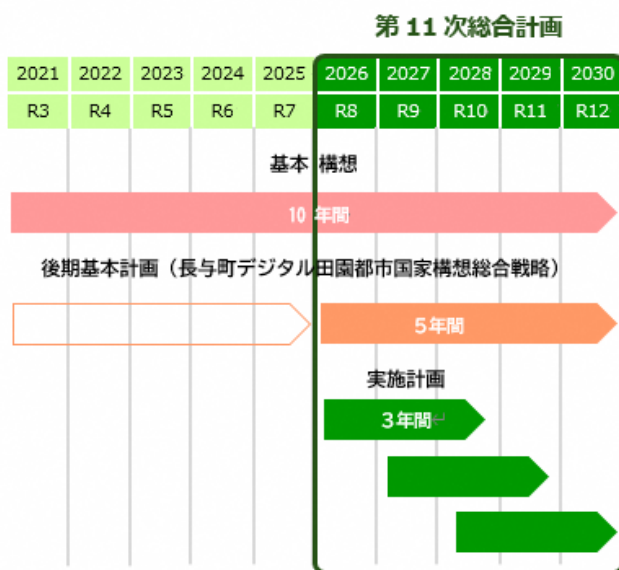 第 11 次総合計画
2021 2022 2023 2024 2025 2026 2027 2028 2029 2030
R3 R4 R5 R6 R7 R8 R9 R10 R11 R12
基本 構想
10 年間
後期基本計画（長与町デジタル田園都市国家構想総合戦略）
５年間
実施計画
３年間↵